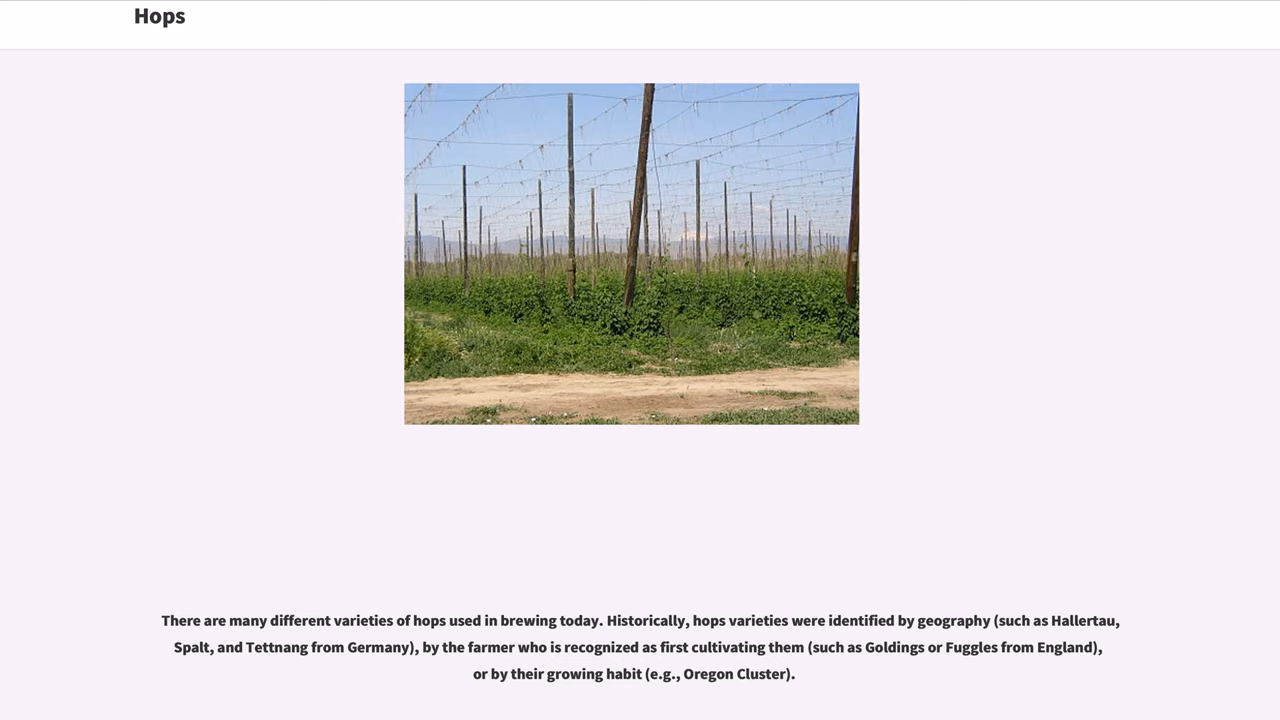 Hops
There are many different varieties of hops used in brewing today. Historically, hops varieties were identified by geography (such as Hallertau,
Spalt, and Tettnang from Germany), by the farmer who is recognized as first cultivating them (such as Goldings or Fuggles from England),
or by their growing habit (e.g., Oregon Cluster).